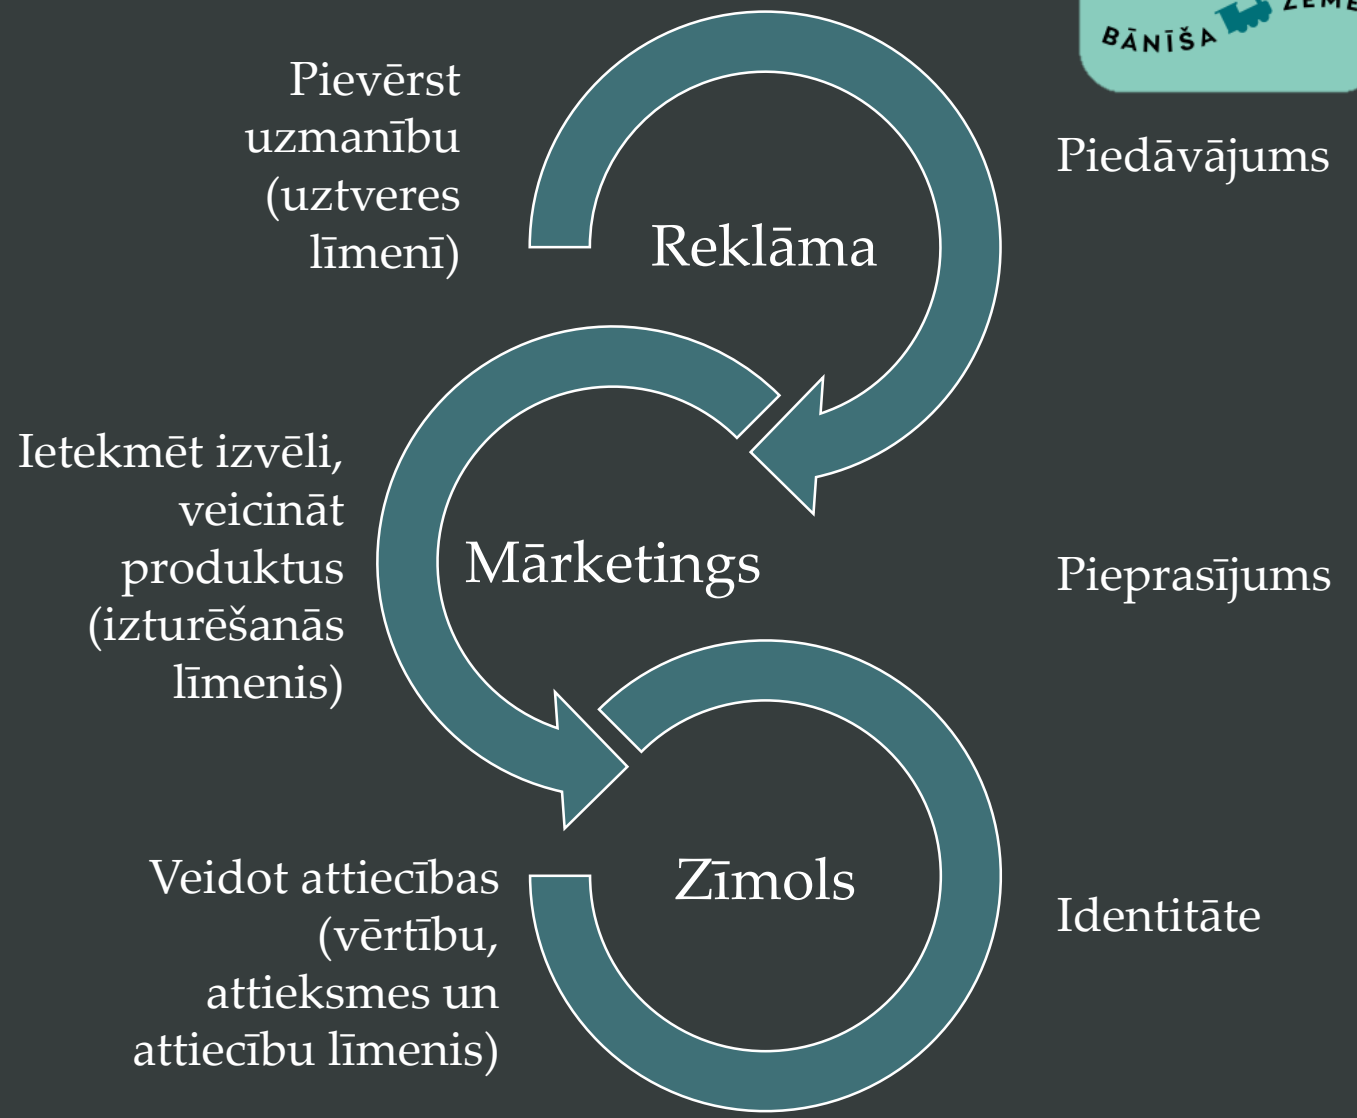 BĀNĪŠA
Pievērst
uzmanību
(uztveres
līmenī)
Reklāma
Piedāvājums
Ietekmēt izvēli,
veicināt
produktus
(izturēšanās
līmenis)
Mārketings
Pieprasījums
Veidot attiecības
(vērtību,
attieksmes un
attiecību līmenis)
Zīmols
Identitāte